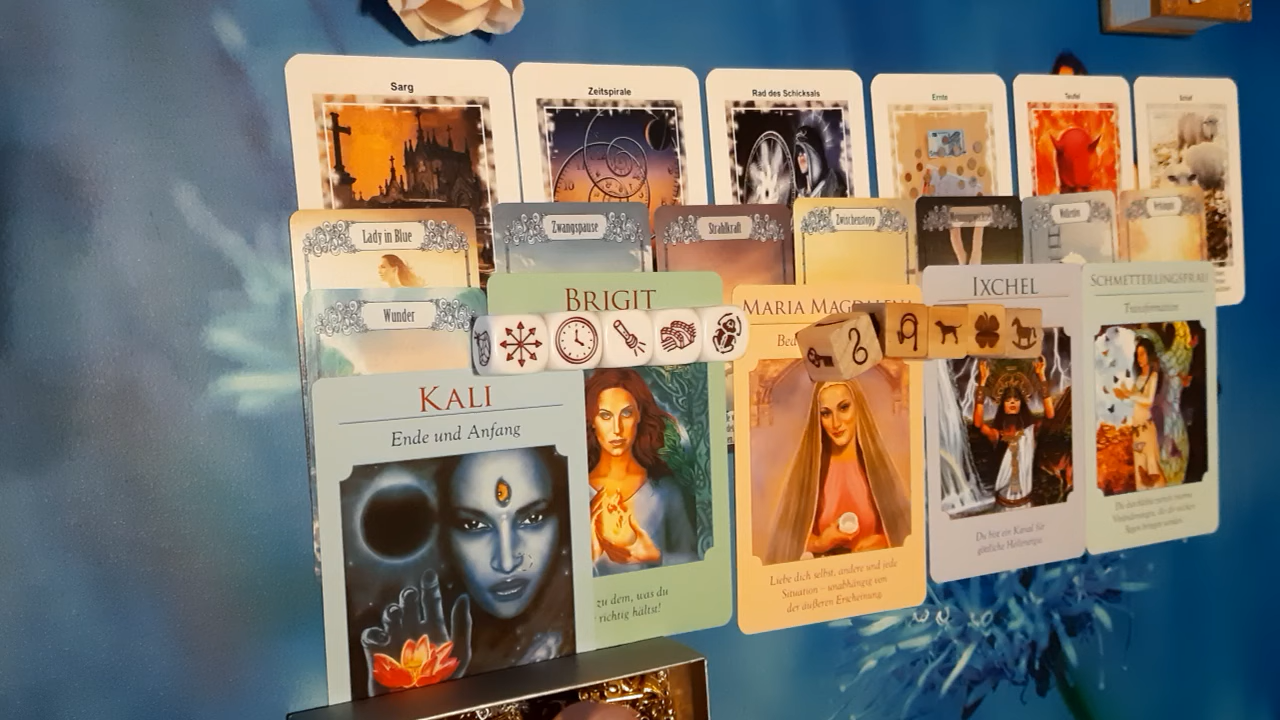 Sarg
Zeitspirale
Rad des Schicksals
Ernte
Teufel
Lady in Blue
Zwangspause
Strahlkraft
Zwischenstopp
Wunder
BRIGIT
MARIA MAGDALENA
IXCHEL
SCHMETTERLINGSFRAU
Transformation
KALI
Ende und Anfang
zu dem, was du
richtig hältst!
Liebe dich selbst, andere und jede
Situation – unabhängig von
der äußeren Erscheinung.
Du bist ein Kanal für
göttliche Heilenergie.